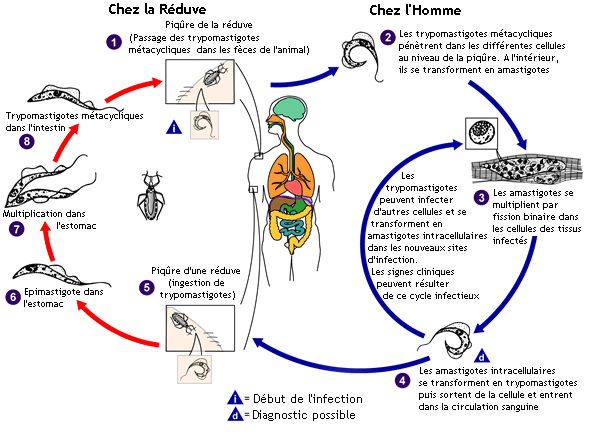 Chez la Réduve
Chez l'Homme
1
Piqûre de la réduve
(Passage des trypomastigotes
métacycliques dans les fèces de l'animal)
2
Les trypomastigotes métacycliques
pénètrent dans les différentes cellules
au niveau de la piqûre. A l'intérieur,
ils se transforment en amastigotes
i
3
Les amastigotes se
multiplient par
fission binaire dans
les cellules des tissus
infectés
Les
trypomastigotes
peuvent infecter
d'autres cellules et se
transforment en
amastigotes intracellulaires
dans les nouveaux sites
d'infection.
Les signes cliniques
peuvent résulter
de ce cycle infectieux
d
4
Les amastigotes intracellulaires
se transforment en trypomastigotes
puis sortent de la cellule et entrent
dans la circulation sanguine
5
Piqûre d'une réduve
(ingestion de
trypomastigotes)
6
Epimastigote dans
l'estomac
Multiplication dans
7
l'estomac
Trypomastigotes métacycliques
dans l'intestin
8
i = Début de l'infection
d = Diagnostic possible